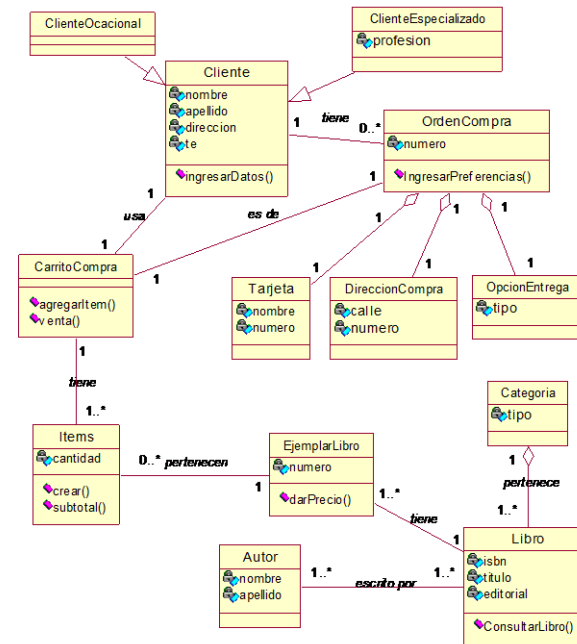 ClienteOcacional
ClienteEspecializado
profesion
Cliente
nombre
apellido
direccion
te
ingresarDatos()
1
tiene
0..*
OrdenCompra
numero
IngresarPreferencias()
1
usa
1
1
es de
1
1
1
1
1
1
1
CarritoCompra
agregarItem()
venta()
Tarjeta
nombre
numero
DireccionCompra
calle
numero
OpcionEntrega
tipo
1
tiene
1..*
Items
cantidad
crear()
subtotal()
0..*
pertenecen
1
EjemplarLibro
numero
darPrecio()
Categoria
tipo
1
pertenece
1..*
1..*
tiene
1
Libro
isbn
titulo
editorial
ConsultarLibro()
Autor
nombre
apellido
1..*
escrito por
1..*